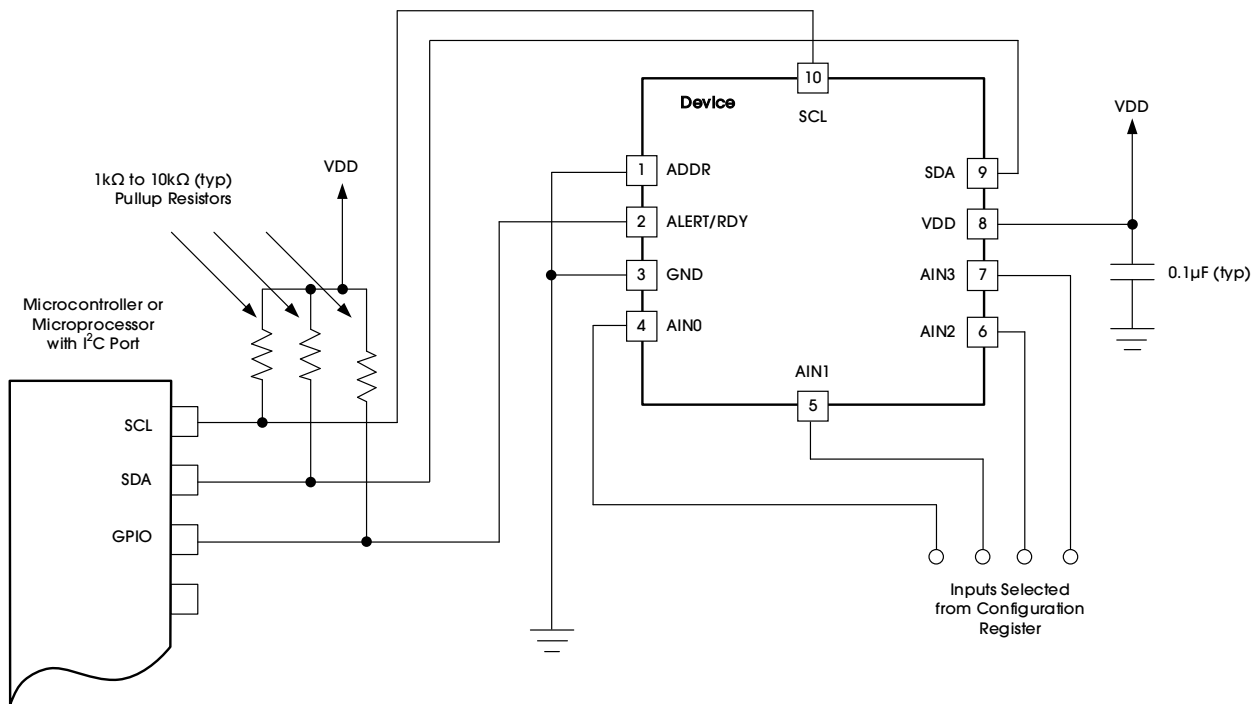 VDD
1kΩ to 10kΩ (typ)
Pullup Resistors
Microcontroller or
Microprocessor
with I²C Port
SCL
SDA
GPIO
Device
10
SCL
1
ADDR
2
ALERT/RDY
3
GND
4
AIN0
AIN1
5
SDA
9
VDD
8
AIN3
7
AIN2
6
VDD
0.1µF (typ)
Inputs Selected
from Configuration
Register